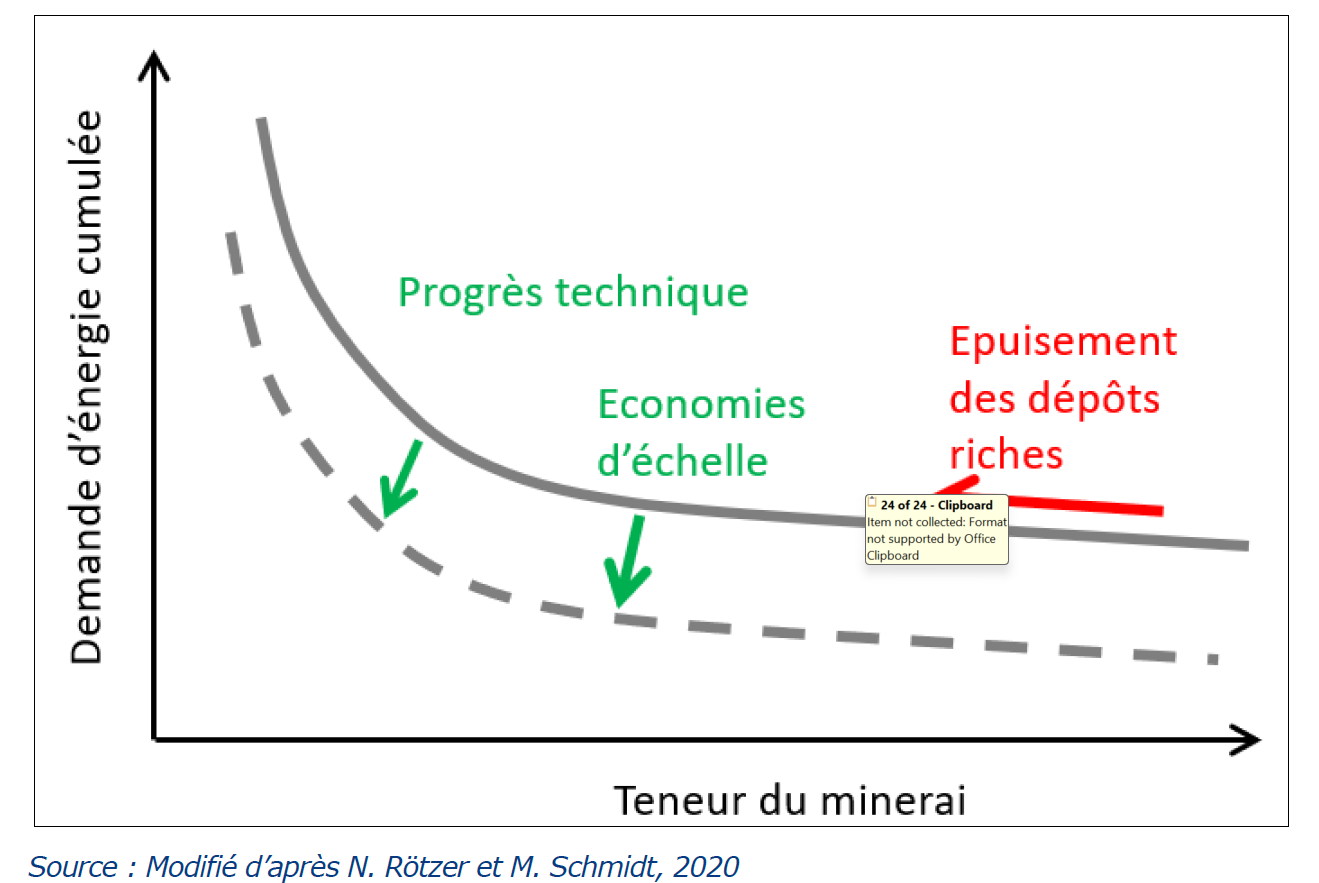 Demande d'énergie cumulée
Progrès technique
Economies
d'échelle
Epuisement
des dépôts
riches
24 of 24 - Clipboard
Item not collected: Format
not supported by Office
Clipboard
Teneur du minerai
Source : Modifié d'après N. Rötzer et M. Schmidt, 2020